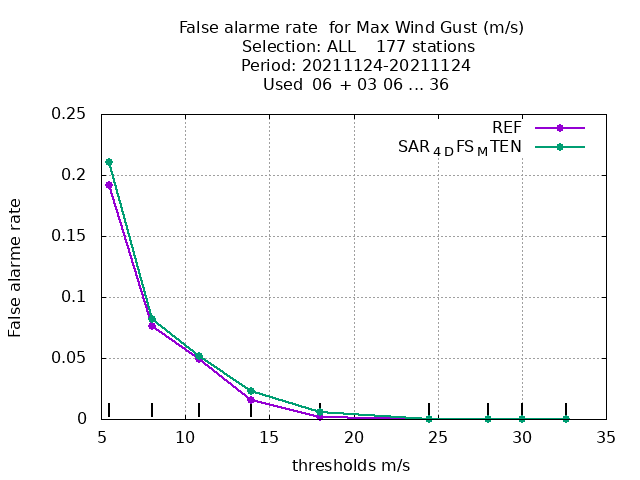 False alarme rate  for Max Wind Gust (m/s)
Selection: ALL    177 stations
Period: 20211124-20211124
Used  06 + 03 06 ... 36
REF
SAR4DFSMTEN
0.25
0.2
0.15
0.1
0.05
0
False alarme rate
5 10 15 20 25 30 35
thresholds m/s